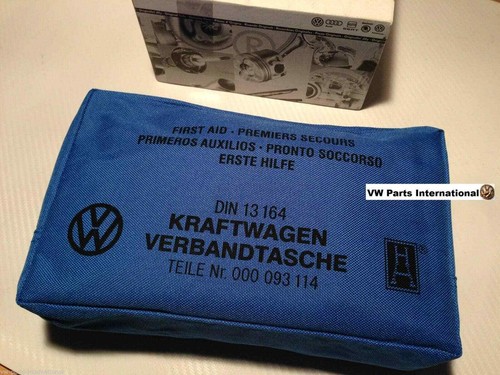 FIRST AID · PREMIERS SECOURS
PRIMEROS AUXILIOS · PRONTO SOCCORSO
ERSTE HILFE
DIN 13 164
KRAFTWAGEN
VERBANDTASCHE
TEILE Nr. 000 093 114
VW Parts International